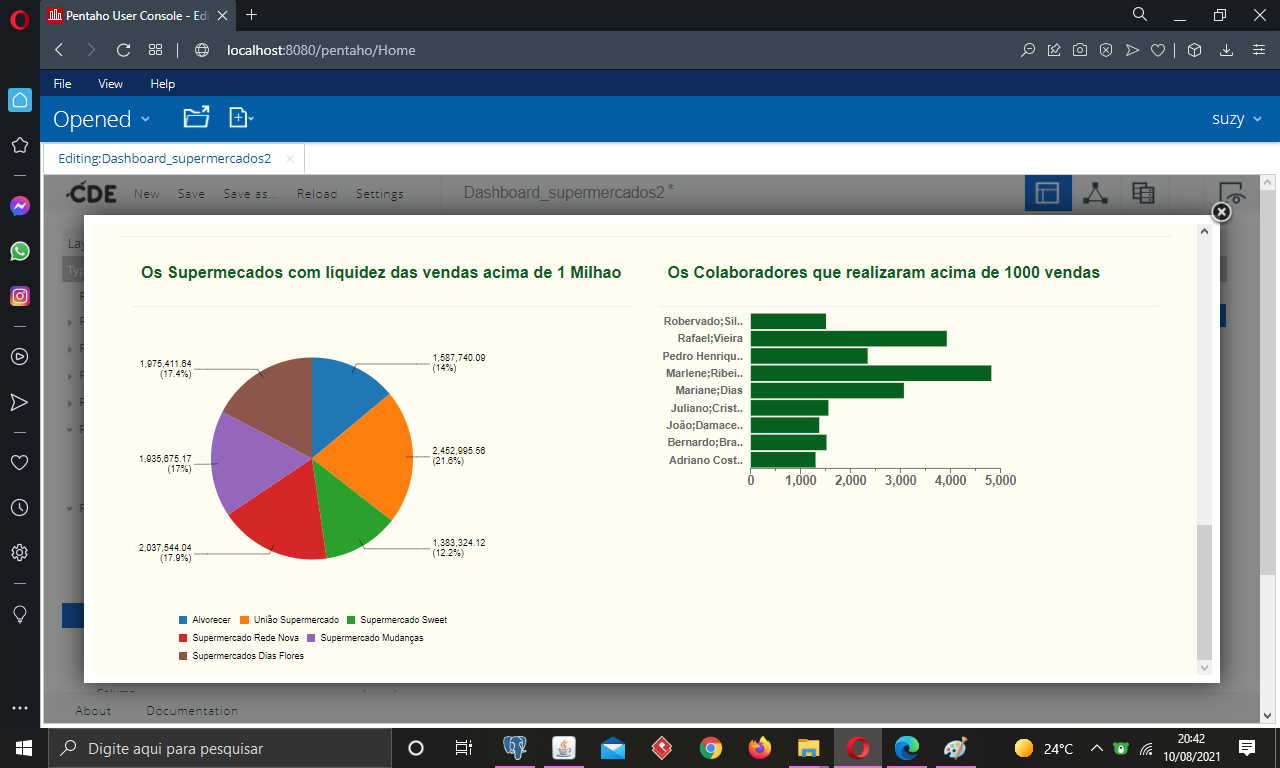 Pentaho User Console - Edi
localhost:8080/pentaho/Home
File View Help
Opened
suzy
Editing:Dashboard_supermercados2
CDE New Save Save as... Reload Settings Dashboard_supermercados2*
Os Supermecados com líquidez das vendas acima de 1 Milhao
1,587,740.09
(14%)
2,452,995.56
(21.6%)
1,383,324.12
(12.2%)
2,037,544.04
(17.9%)
1,935,675.17
(17%)
1,975,411.64
(17.4%)
Alvorecer União Supermercado Supermercado Sweet
Supermercado Rede Nova Supermercado Mudanças
Supermercados Dias Flores
Os Colaboradores que realizaram acima de 1000 vendas
Robervado;Sil..
Rafael;Vieira
Pedro Henriqu..
Marlene;Ribei..
Mariane;Dias
Juliano;Crist..
João;Damace..
Bernardo;Bra..
Adriano Cost..
0 1,000 2,000 3,000 4,000 5,000
About Documentation
Digite aqui para pesquisar
24°C
20:42
10/08/2021